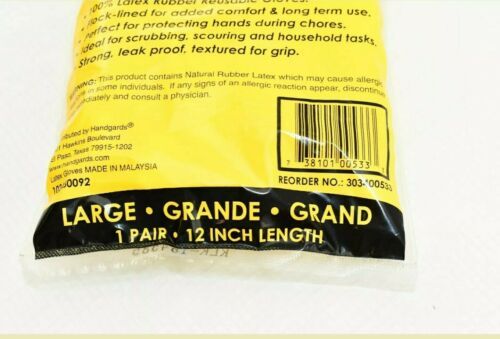 100% Latex Rubber Reusable Gloves.
flock-lined for added comfort & long term use.
Perfect for protecting hands during chores.
Ideal for scrubbing, scouring and household tasks.
Strong, leak proof, textured for grip.
WARNING: This product contains Natural Rubber Latex which may cause allergic
in some individuals. If any signs of an allergic reaction appear, discontinue
immediately and consult a physician.
Distributed by Handgards®
Hawkins Boulevard
El Paso, Texas 79915-1202
www.handgards.com
Latex Gloves MADE IN MALAYSIA
7 38101 00533
REORDER NO.: 303400533
LARGE • GRANDE • GRAND
1 PAIR • 12 INCH LENGTH